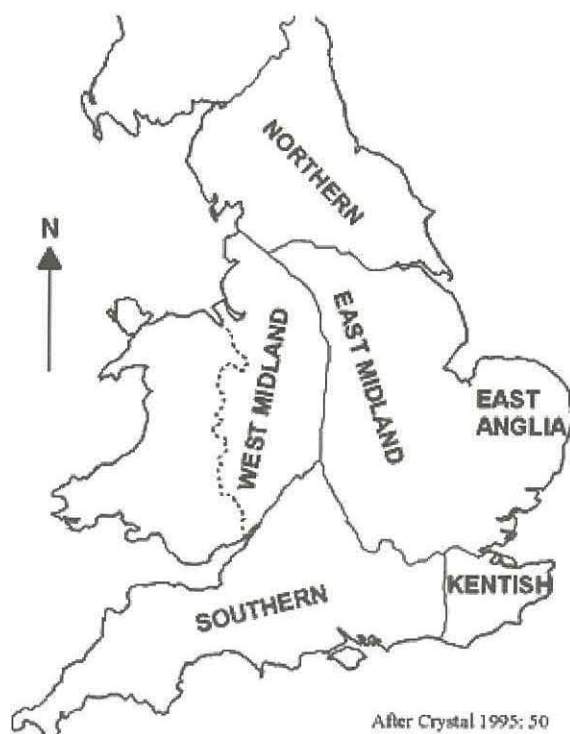 NORTHERN
N
WEST MIDLAND
EAST MIDLAND
EAST
ANGLIA
KENTISH
SOUTHERN
After Crystal 1995: 50